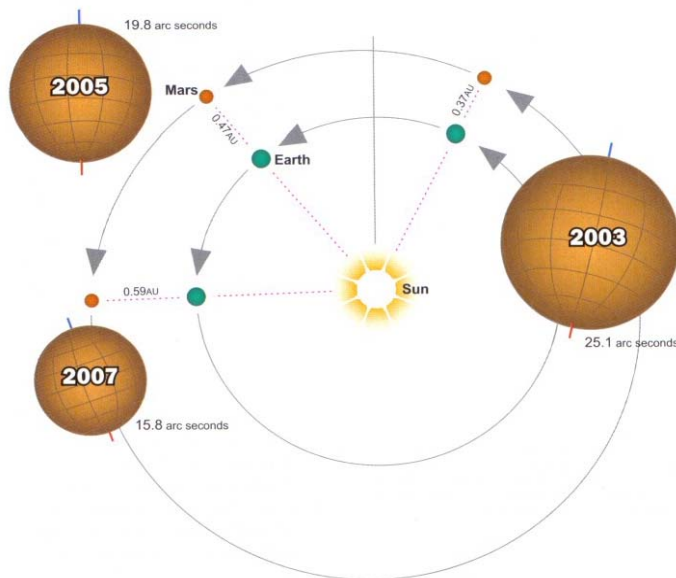 19.8 arc seconds
2005
Mars
0.47AU
Earth
0.37AU
2003
25.1 arc seconds
Sun
0.59AU
2007
15.8 arc seconds